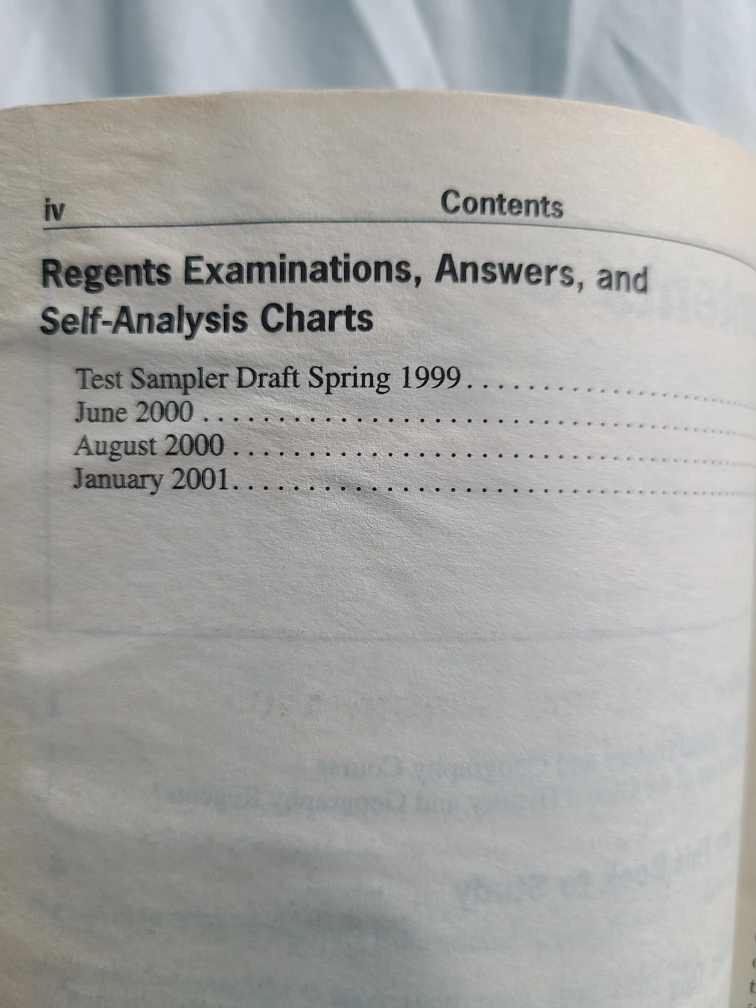 iv Contents
Regents Examinations, Answers, and
Self-Analysis Charts
Test Sampler Draft Spring 1999....................
June 2000 ........................................
August 2000 ......................................
January 2001......................................